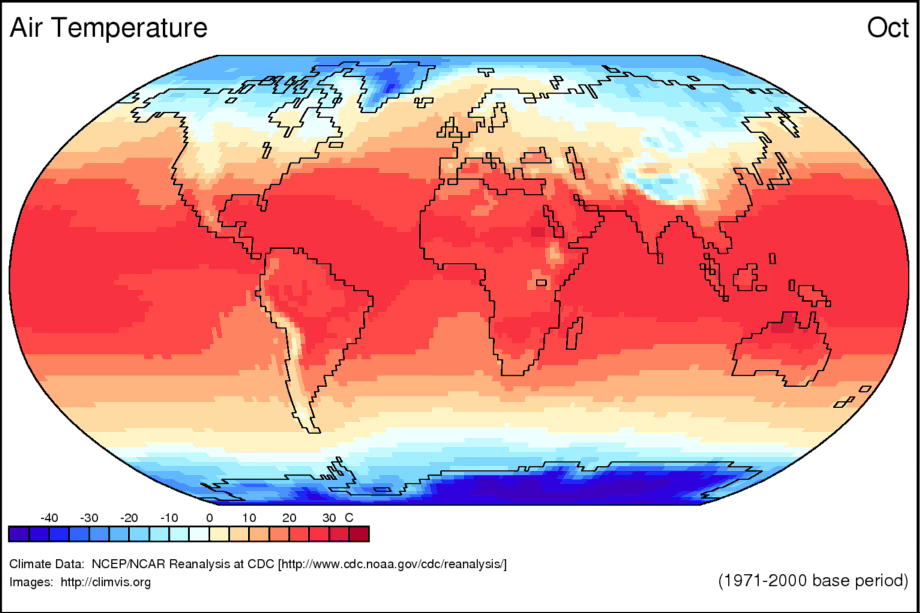 Air Temperature
Oct
-40 -30 -20 -10 0 10 20 30 C
Climate Data: NCEP/NCAR Reanalysis at CDC [http://www.cdc.noaa.gov/cdc/reanalysis/]
Images: http://climvis.org
(1971-2000 base period)